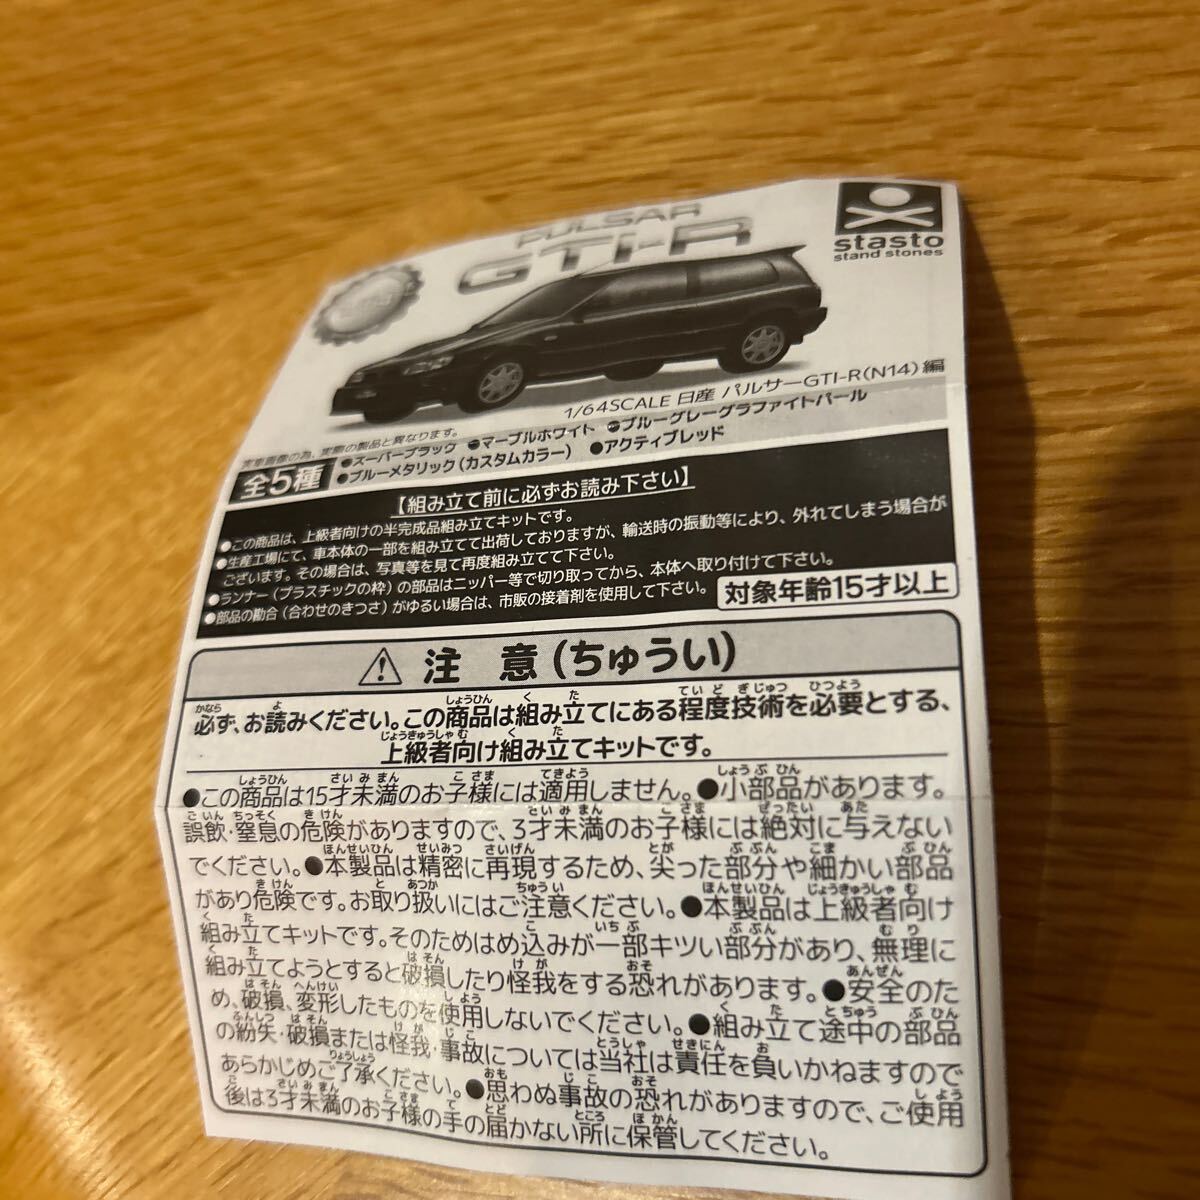 PULSAR
GTI-R
stasto
stand stones
1/64SCALE 日産 パルサーGTI-R(N14)編
実車画像の為、実際の製品と異なります。
全5種
●スーパーブラック ●マーブルホワイト ●ブルーグレーグラファイトパール
●ブルーメタリック(カスタムカラー) ●アクティブレッド
【組み立て前に必ずお読み下さい】
●この商品は、上級者向けの半完成品組み立てキットです。
●生産工場にて、車本体の一部を組み立てて出荷しておりますが、輸送時の振動等により、外れてしまう場合が
ございます。その場合は、写真等を見て再度組み立てて下さい。
●ランナー(プラスチックの枠)の部品はニッパー等で切り取ってから、本体へ取り付けて下さい。
●部品の勘合(合わせのきつさ)がゆるい場合は、市販の接着剤を使用して下さい。
対象年齢15才以上
⚠ 注 意(ちゅうい)
必ず、お読みください。この商品は組み立てにある程度技術を必要とする、
上級者向け組み立てキットです。
●この商品は15才未満のお子様には適用しません。●小部品があります。
誤飲・窒息の危険がありますので、3才未満のお子様には絶対に与えない
でください。●本製品は精密に再現するため、尖った部分や細かい部品
があり危険です。お取り扱いにはご注意ください。●本製品は上級者向け
組み立てキットです。そのためはめ込みが一部キツい部分があり、無理に
組み立てようとすると破損したり怪我をする恐れがあります。●安全のた
め、破損、変形したものを使用しないでください。●組み立て途中の部品
の紛失・破損または怪我・事故については当社は責任を負いかねますので
あらかじめご了承ください。●思わぬ事故の恐れがありますので、ご使用
後は3才未満のお子様の手の届かない所に保管してください。